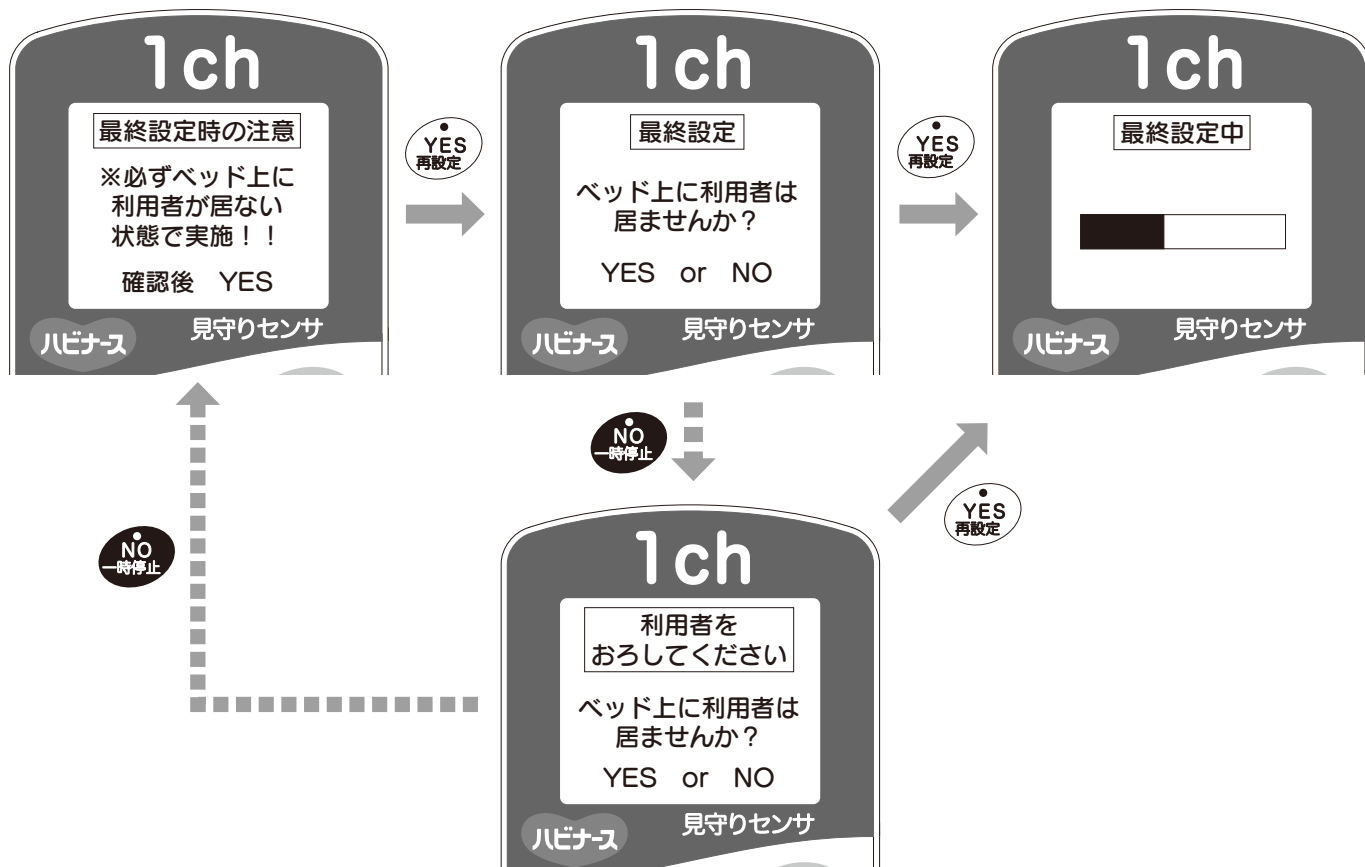 1ch
最終設定時の注意
※必ずベッド上に
利用者が居ない
状態で実施！！
確認後 YES
ハビナース
見守りセンサ
YES
再設定
1ch
最終設定
ベッド上に利用者は
居ませんか？
YES or NO
ハビナース
見守りセンサ
YES
再設定
1ch
最終設定中
ハビナース
見守りセンサ
NO
一時停止
NO
一時停止
YES
再設定
1ch
利用者を
おろしてください
ベッド上に利用者は
居ませんか？
YES or NO
ハビナース
見守りセンサ